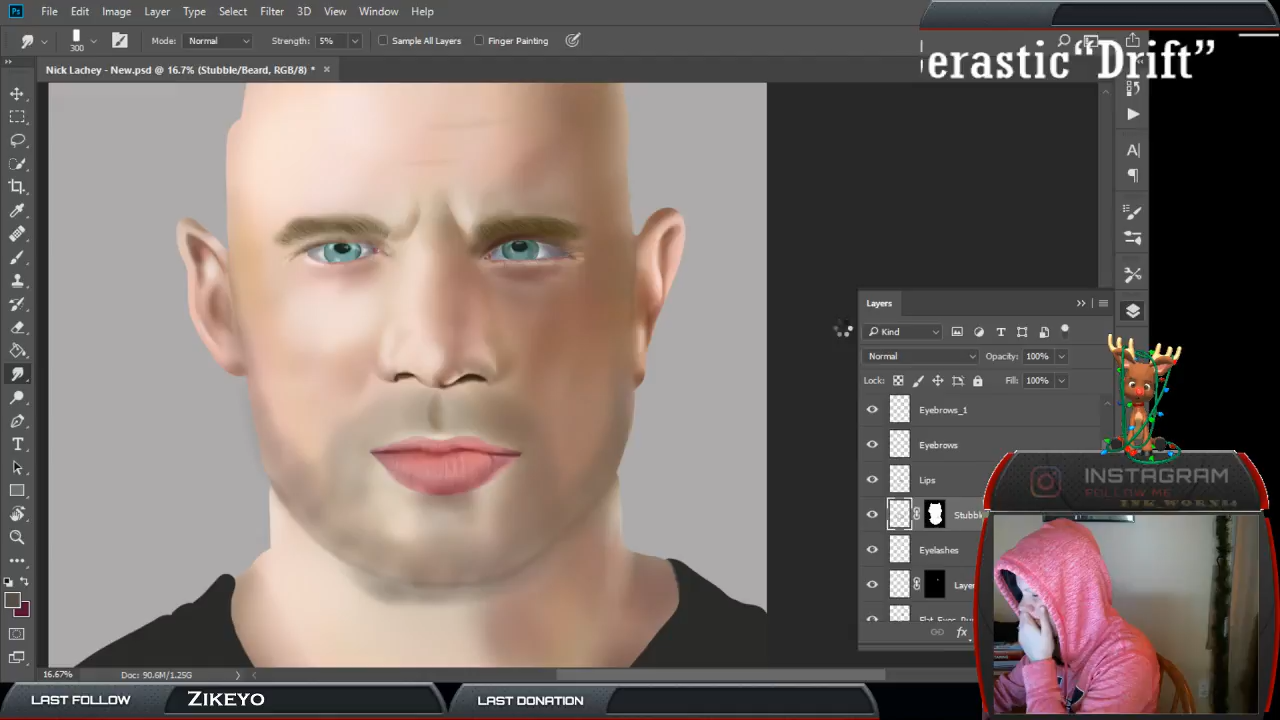 Ps File Edit Image Layer Type Select Filter 3D View Window Help
300 Mode: Normal Strength: 5% Sample All Layers Finger Painting
erastic“Drift”
Nick Lachey - New.psd @ 16.7% (Stubble/Beard, RGB/8) *
Layers
Kind
Normal Opacity: 100%
Lock: Fill: 100%
Eyebrows_1
Eyebrows
Lips
Stubbl
Eyelashes
Laye
INSTAGRAM
FOLLOW ME
16.67% Doc: 90.6M/1.25G
LAST FOLLOW ZIKEYO LAST DONATION